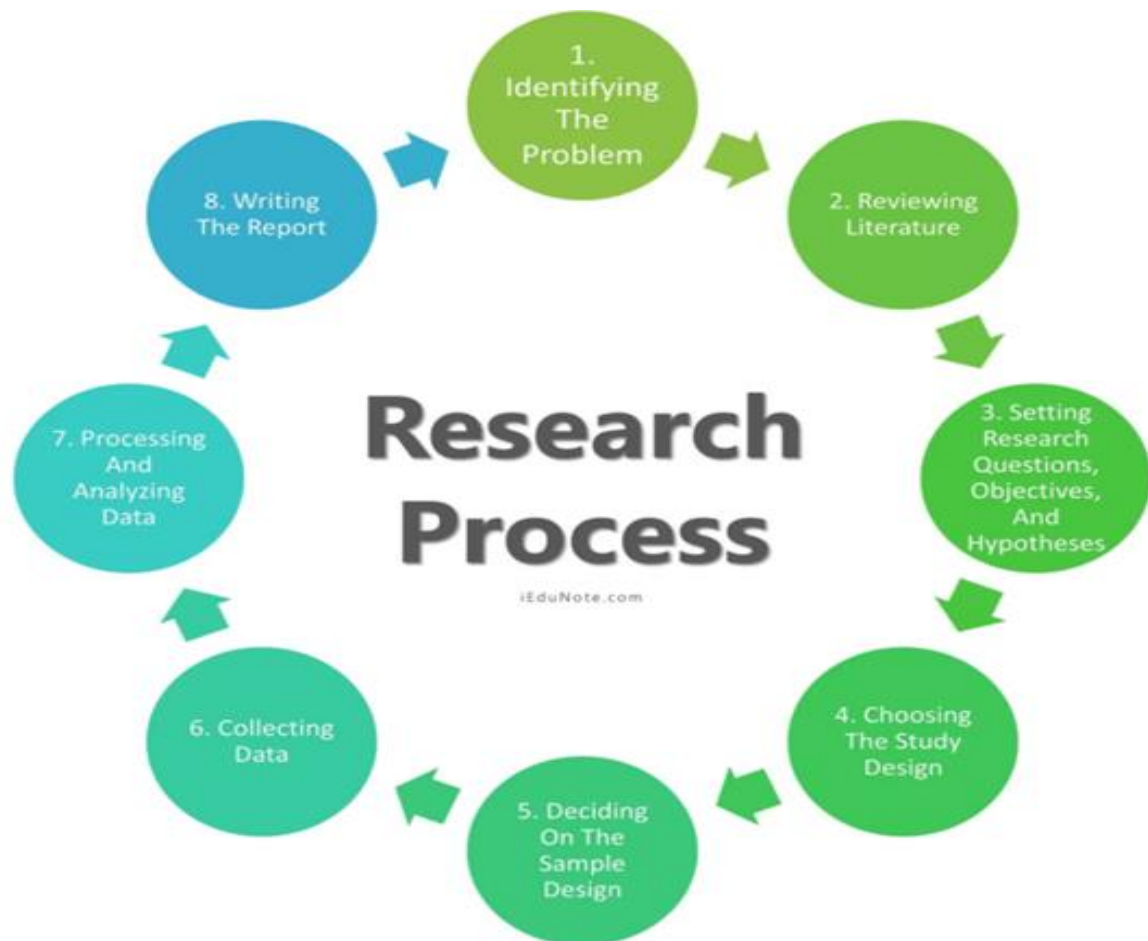 Research
Process
iEduNote.com
1.
Identifying
The
Problem
2. Reviewing
Literature
3. Setting
Research
Questions,
Objectives,
And
Hypotheses
4. Choosing
The Study
Design
5. Deciding
On The
Sample
Design
6. Collecting
Data
7. Processing
And
Analyzing
Data
8. Writing
The Report